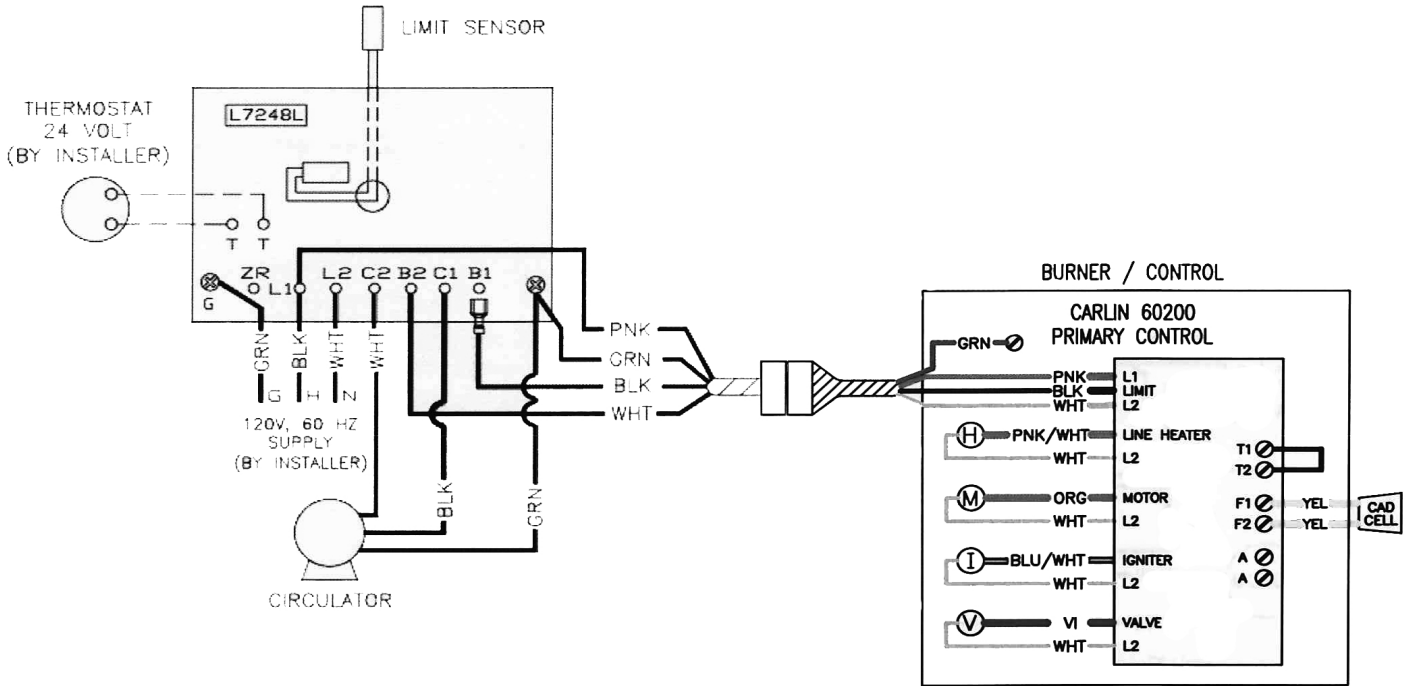 LIMIT SENSOR
THERMOSTAT
24 VOLT
(BY INSTALLER)
L7248L
T T
ZR L1 L2 C2 B2 C1 B1
G
GRN
BLK
WHT
WHT
G H N
120V, 60 HZ
SUPPLY
(BY INSTALLER)
BLK
GRN
CIRCULATOR
PNK
GRN
BLK
WHT
BURNER / CONTROL
CARLIN 60200
PRIMARY CONTROL
GRN
PNK L1
BLK LIMIT
WHT L2
H PNK/WHT LINE HEATER
WHT L2
M ORG MOTOR
WHT L2
I BLU/WHT IGNITER
WHT L2
V VI VALVE
WHT L2
T1
T2
F1 YEL
F2 YEL
CAD
CELL
A
A